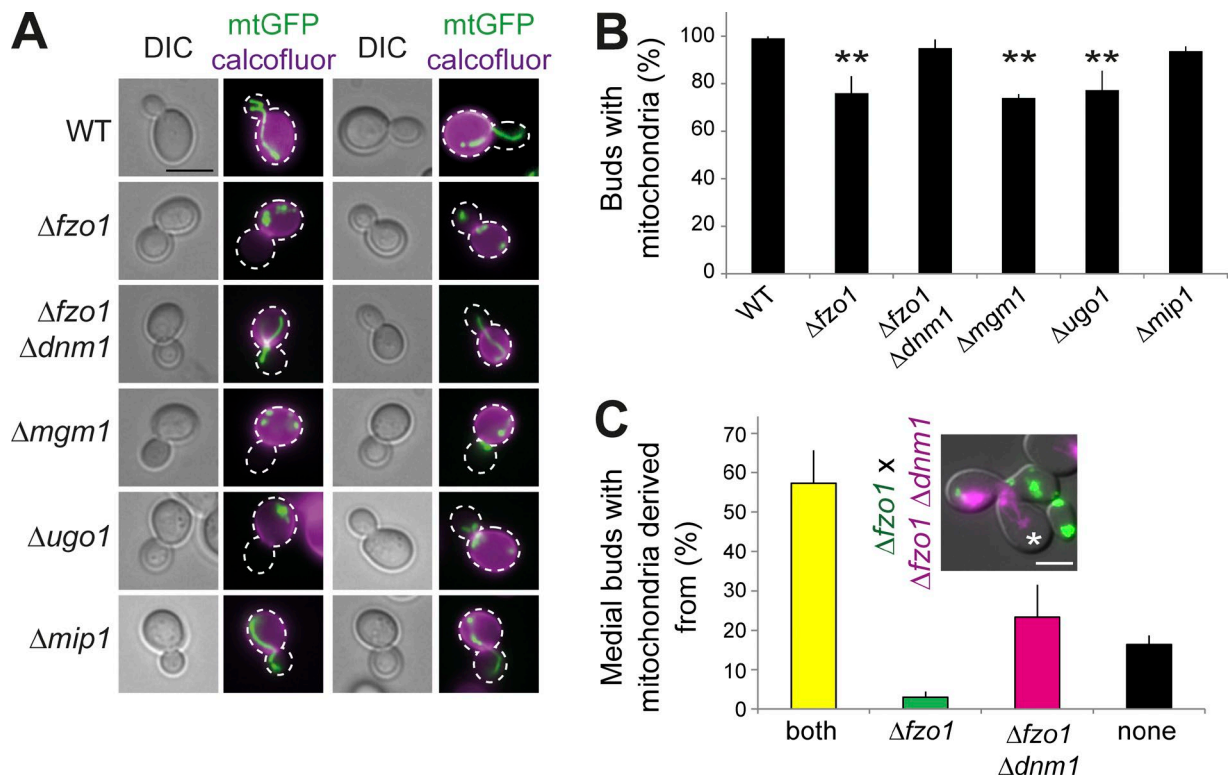 A
DIC
mtGFP
calcofluor
DIC
mtGFP
calcofluor
WT
Δfzo1
Δfzo1
Δdnm1
Δmgm1
Δugo1
Δmip1
B
Buds with
mitochondria (%)
100
80
60
40
20
0
**
**
**
WT
Δfzo1
Δfzo1
Δdnm1
Δmgm1
Δugo1
Δmip1
C
Medial buds with
mitochondria derived
from (%)
70
60
50
40
30
20
10
0
Δfzo1 x
Δfzo1 Δdnm1
*
both
Δfzo1
Δfzo1
Δdnm1
none